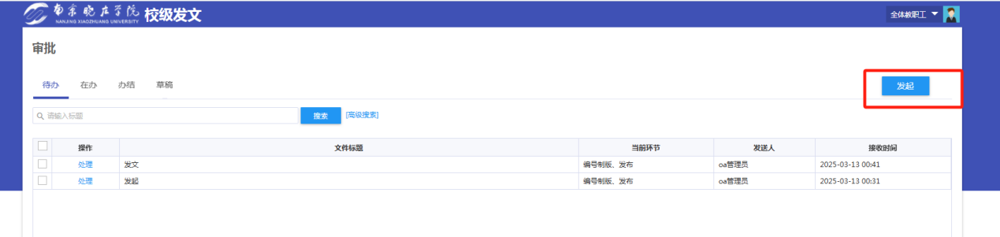 南京晓庄学院 校级发文 全体教职工
NANJING XIAOZHUANG UNIVERSITY
审批
待办 在办 办结 草稿 发起
请输入标题 搜索 [高级搜索]
操作 文件标题 当前环节 发送人 接收时间
处理 发文 编号制版、发布 oa管理员 2025-03-13 00:41
处理 发起 编号制版、发布 oa管理员 2025-03-13 00:31